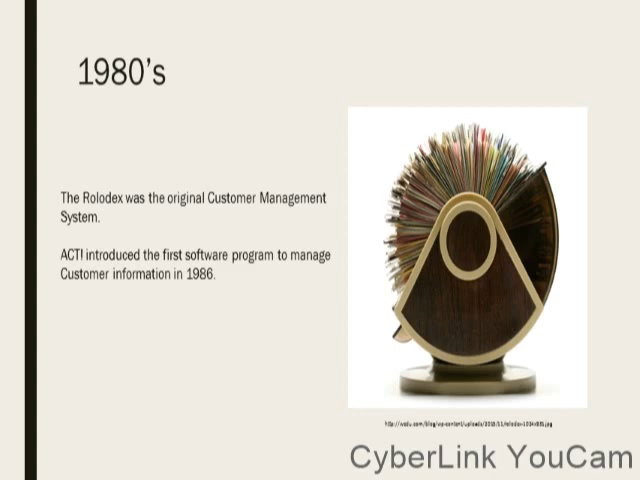 1980's
The Rolodex was the original Customer Management
System.
ACT! introduced the first software program to manage
Customer information in 1986.
CyberLink YouCam